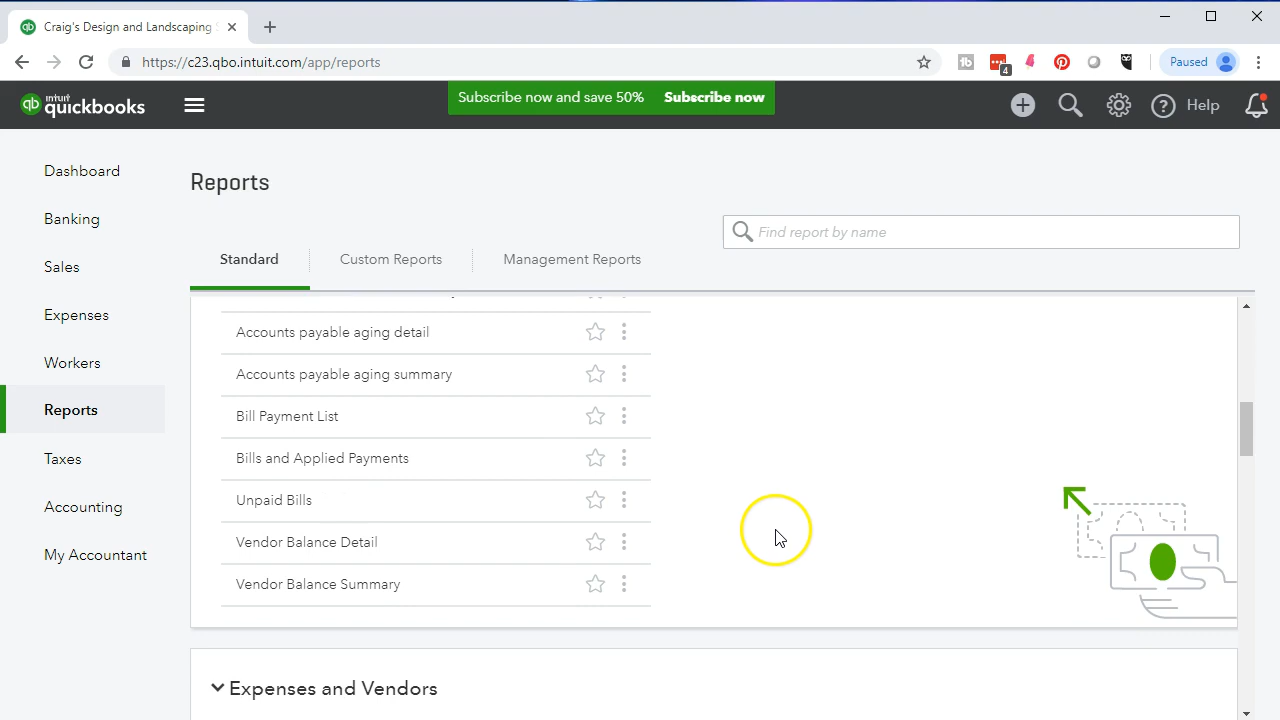 Craig's Design and Landscaping S
https://c23.qbo.intuit.com/app/reports
4
Paused
qb intuit quickbooks
Subscribe now and save 50% Subscribe now
Help
Dashboard
Banking
Sales
Expenses
Workers
Reports
Taxes
Accounting
My Accountant
Reports
Find report by name
Standard
Custom Reports
Management Reports
Accounts payable aging detail
Accounts payable aging summary
Bill Payment List
Bills and Applied Payments
Unpaid Bills
Vendor Balance Detail
Vendor Balance Summary
Expenses and Vendors